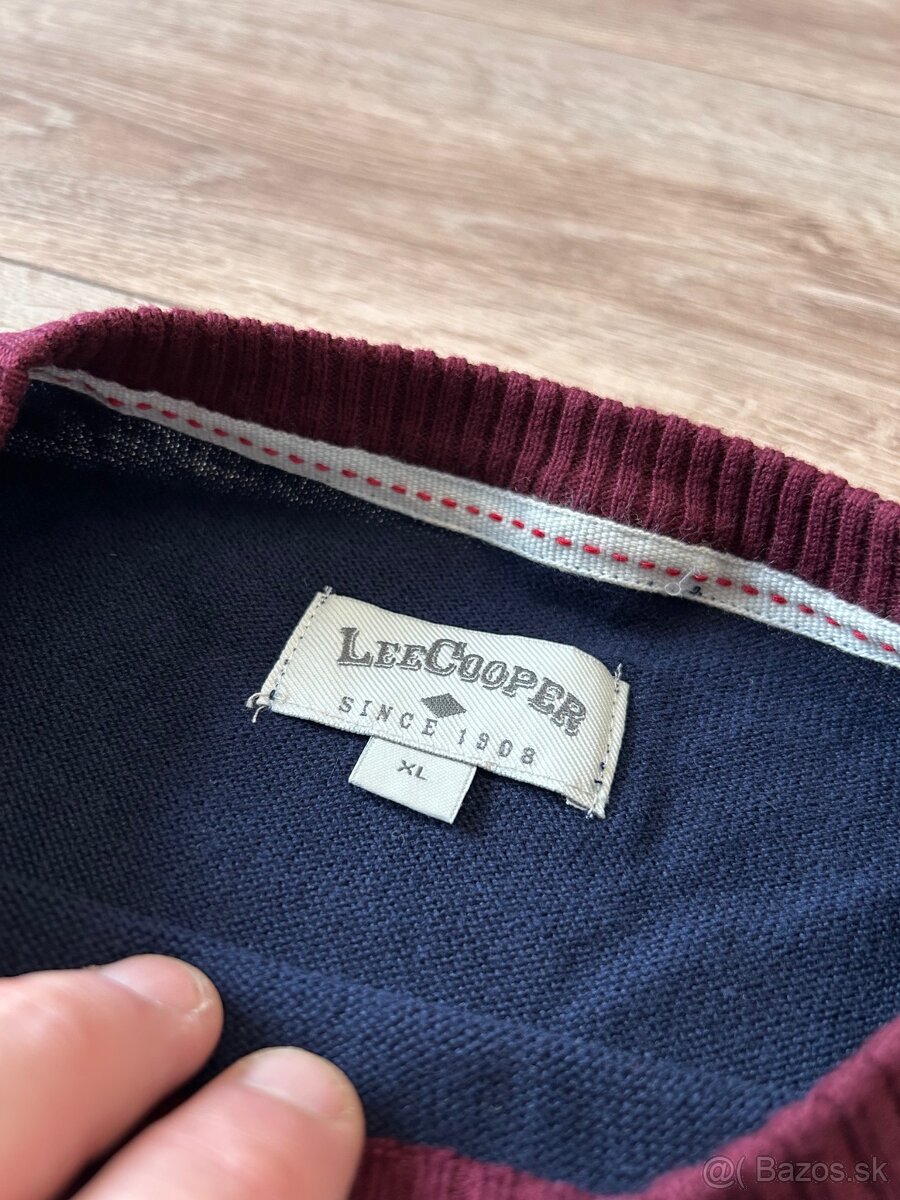 LEECOOPER
SINCE 1908
XL
@( Bazos.sk